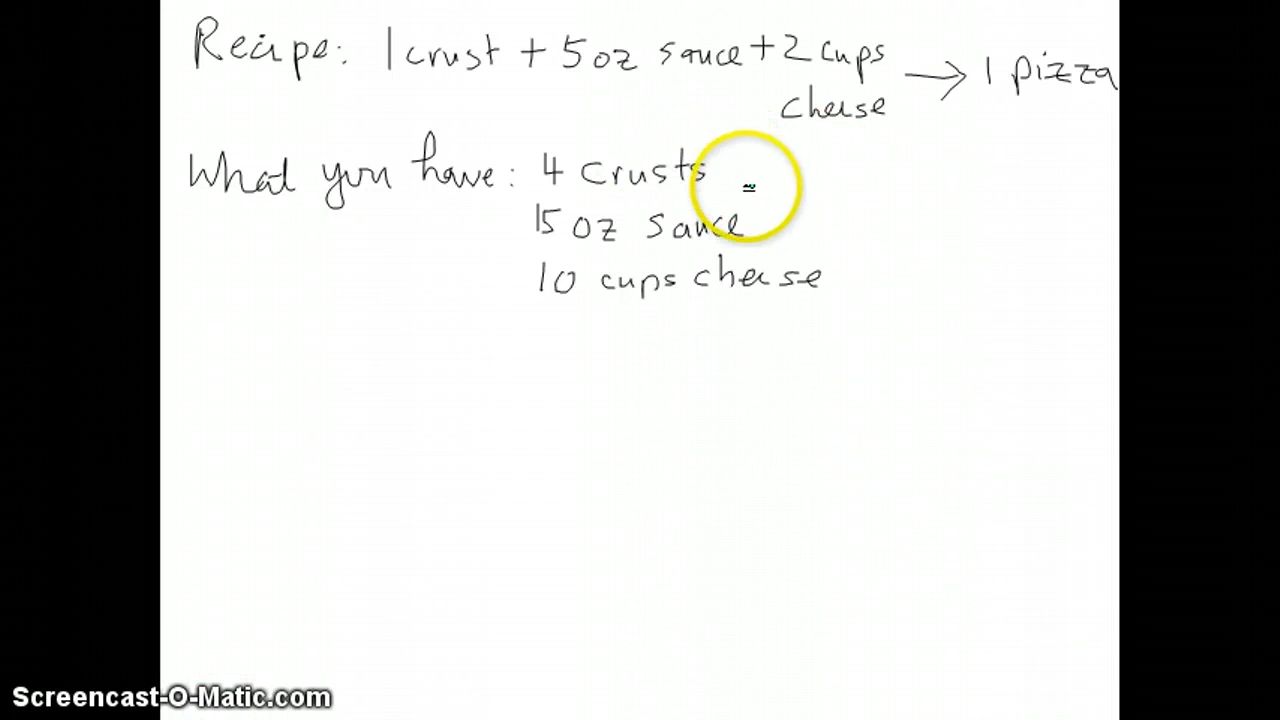 Recipe: 1 crust + 5 oz sauce + 2 cups cheese → 1 pizza
What you have: 4 crusts
15 oz sauce
10 cups cheese
Screencast-O-Matic.com